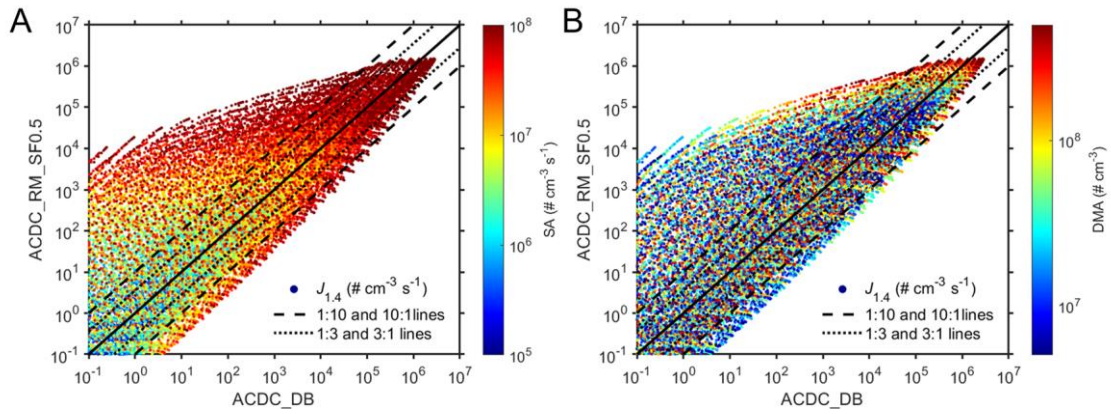 A
ACDC_RM_SF0.5
10^7
10^6
10^5
10^4
10^3
10^2
10^1
10^0
10^-1
J_1.4 (# cm^-3 s^-1)
1:10 and 10:1lines
1:3 and 3:1 lines
10^-1 10^0 10^1 10^2 10^3 10^4 10^5 10^6 10^7
ACDC_DB
10^8
10^7
10^6
10^5
SA (# cm^-3 s^-1)
B
ACDC_RM_SF0.5
10^7
10^6
10^5
10^4
10^3
10^2
10^1
10^0
10^-1
J_1.4 (# cm^-3 s^-1)
1:10 and 10:1lines
1:3 and 3:1 lines
10^-1 10^0 10^1 10^2 10^3 10^4 10^5 10^6 10^7
ACDC_DB
10^8
10^7
DMA (# cm^-3)